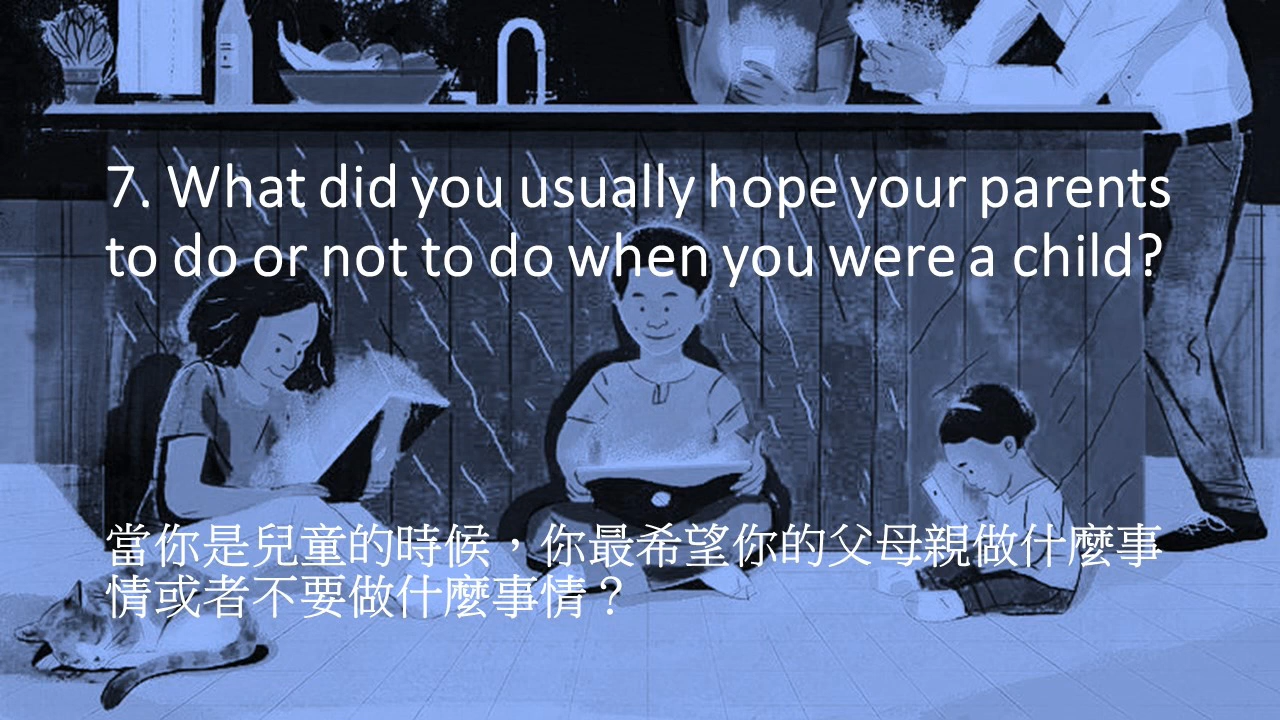 7. What did you usually hope your parents
to do or not to do when you were a child?
當你是兒童的時候，你最希望你的父母親做什麼事
情或者不要做什麼事情？